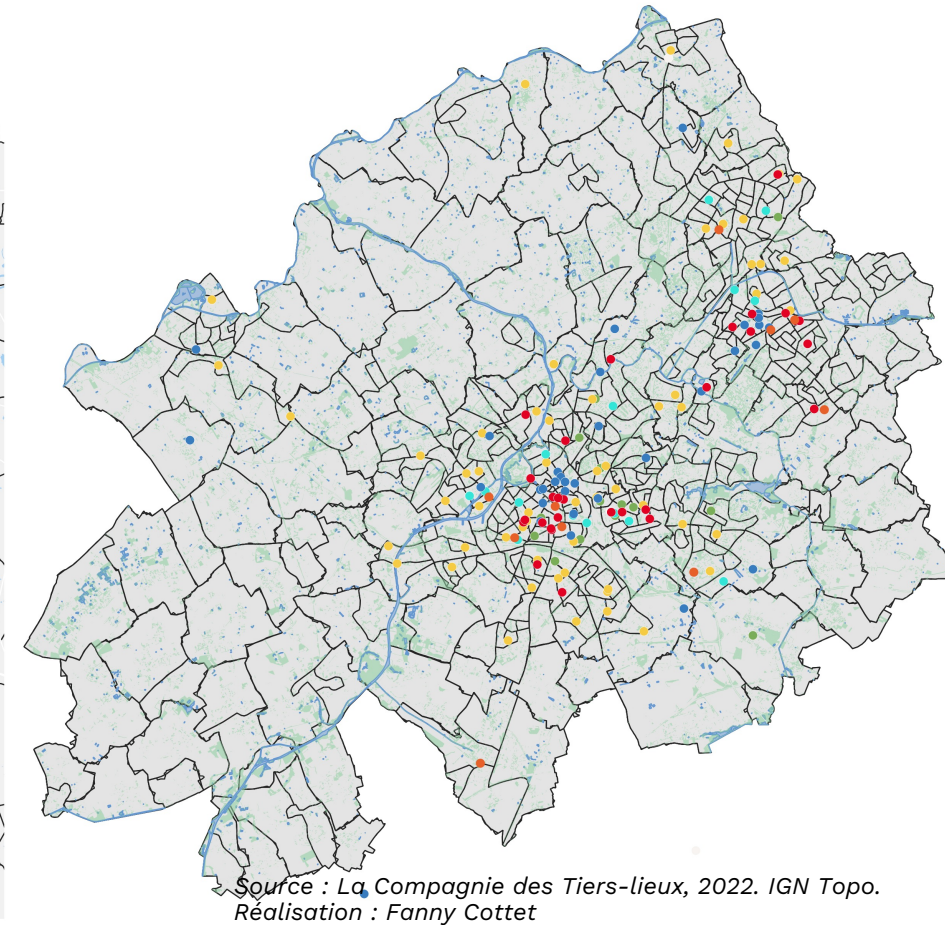 Source : La Compagnie des Tiers-lieux, 2022. IGN Topo.
Réalisation : Fanny Cottet